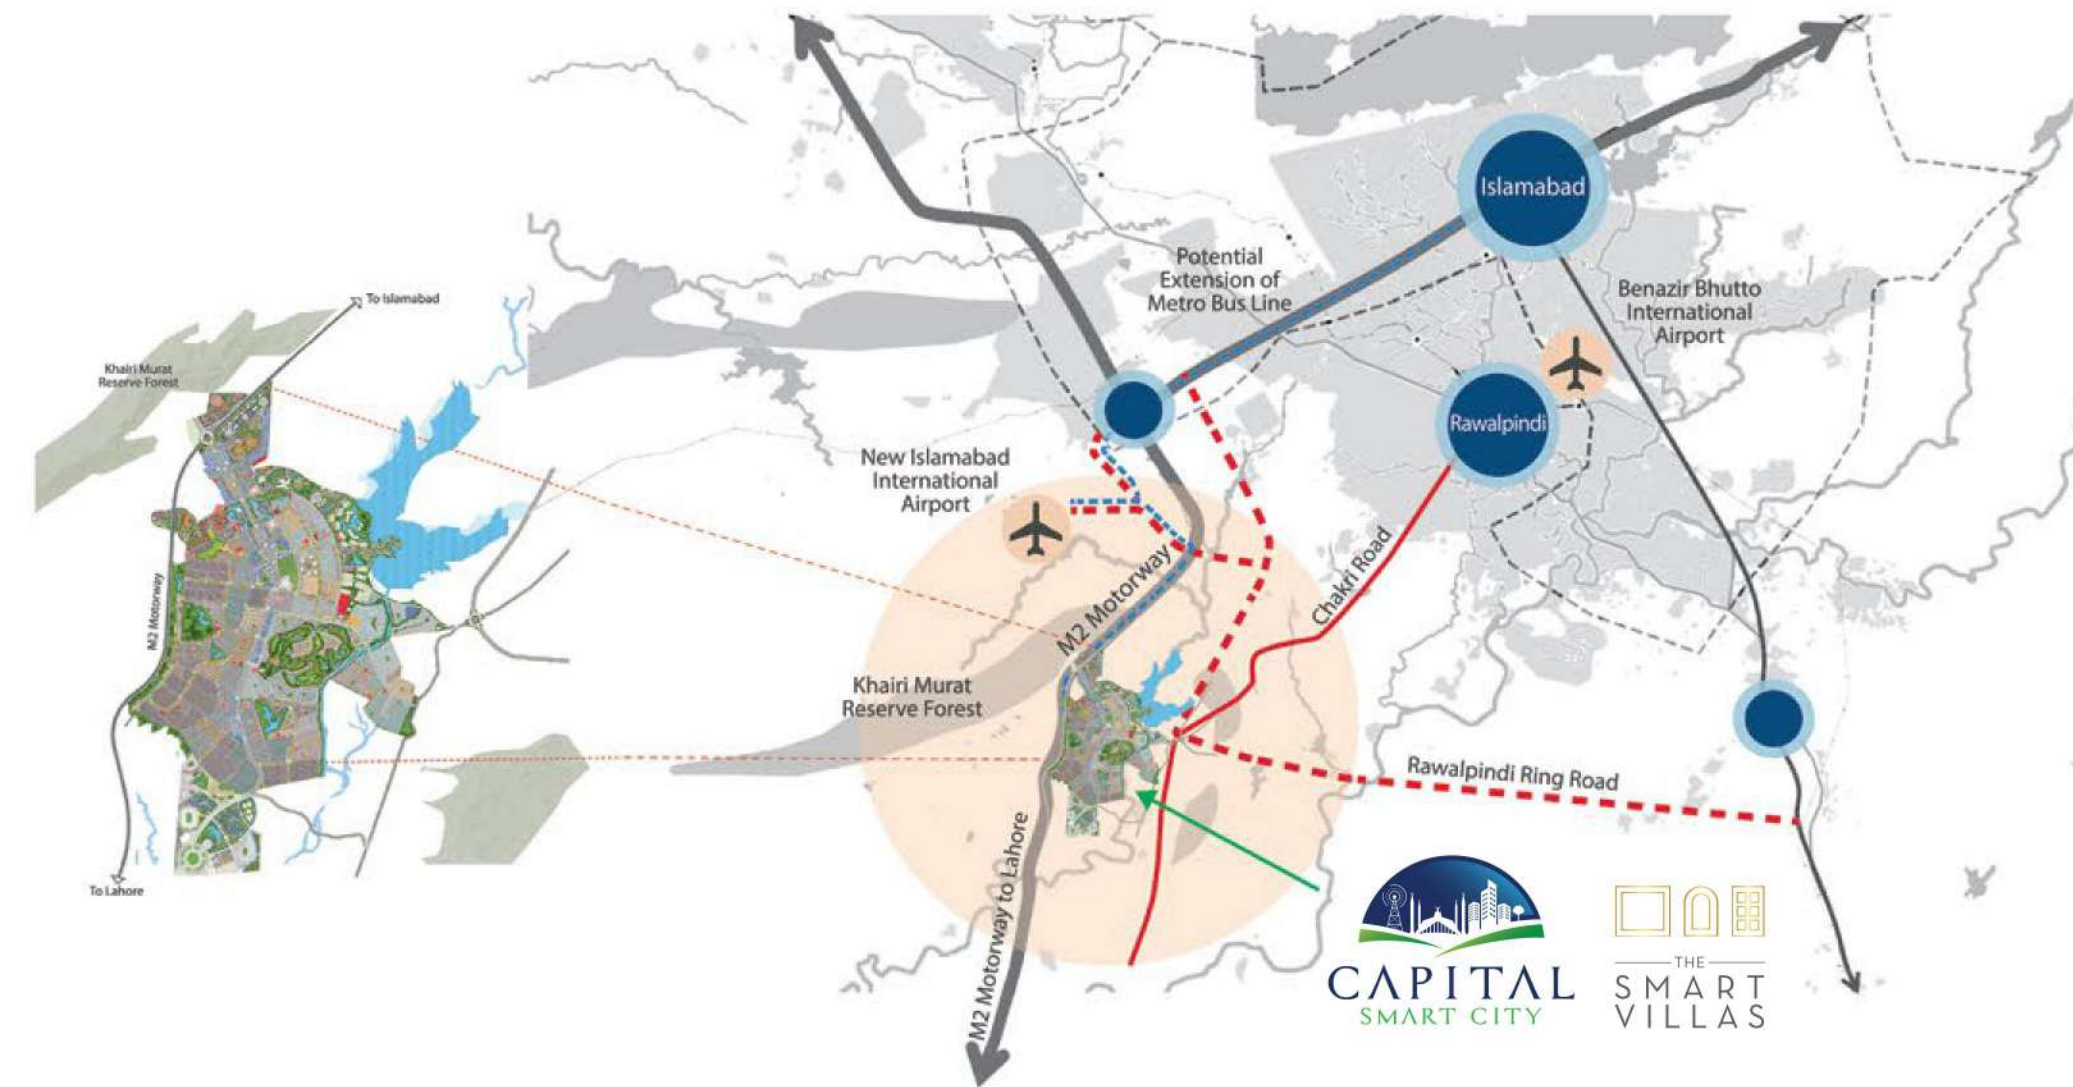 To Islamabad
Khairi Murat
Reserve Forest
M2 Motorway
To Lahore
Islamabad
Potential
Extension of
Metro Bus Line
Benazir Bhutto
International
Airport
Rawalpindi
New Islamabad
International
Airport
M2 Motorway
Chakri Road
Khairi Murat
Reserve Forest
Rawalpindi Ring Road
M2 Motorway to Lahore
CAPITAL
SMART CITY
THE
SMART
VILLAS